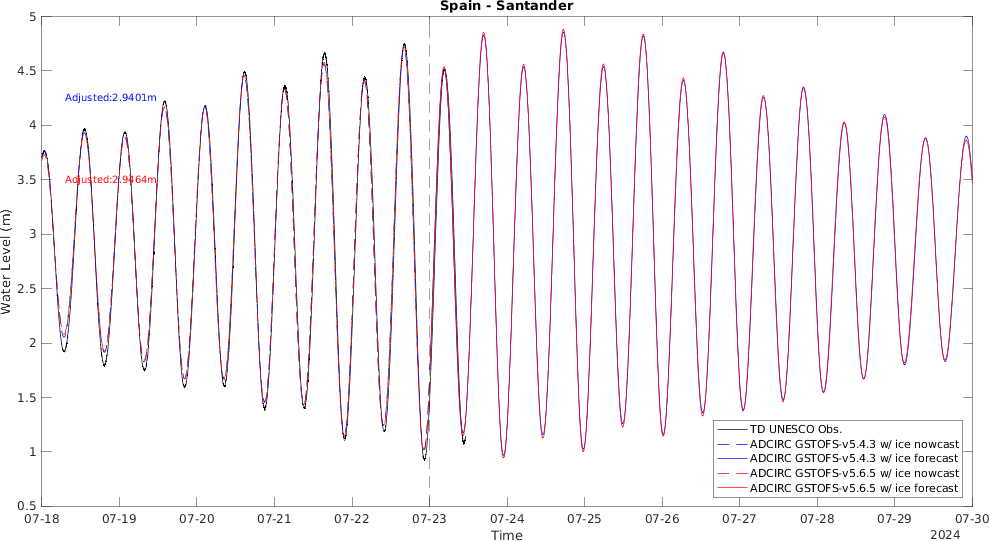 Spain - Santander
5
4.5
4
3.5
3
2.5
2
1.5
1
0.5
Water Level (m)
Adjusted:2.9401m
Adjusted:2.9464m
TD UNESCO Obs.
ADCIRC GSTOFS-v5.4.3 w/ ice nowcast
ADCIRC GSTOFS-v5.4.3 w/ ice forecast
ADCIRC GSTOFS-v5.6.5 w/ ice nowcast
ADCIRC GSTOFS-v5.6.5 w/ ice forecast
07-18 07-19 07-20 07-21 07-22 07-23 07-24 07-25 07-26 07-27 07-28 07-29 07-30
Time
2024